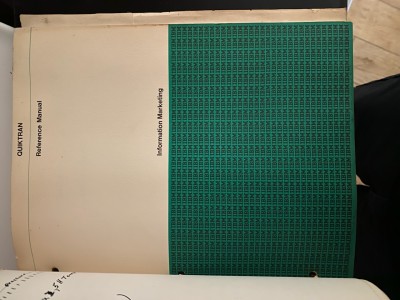 QUIKTRAN
Reference Manual
Information Marketing